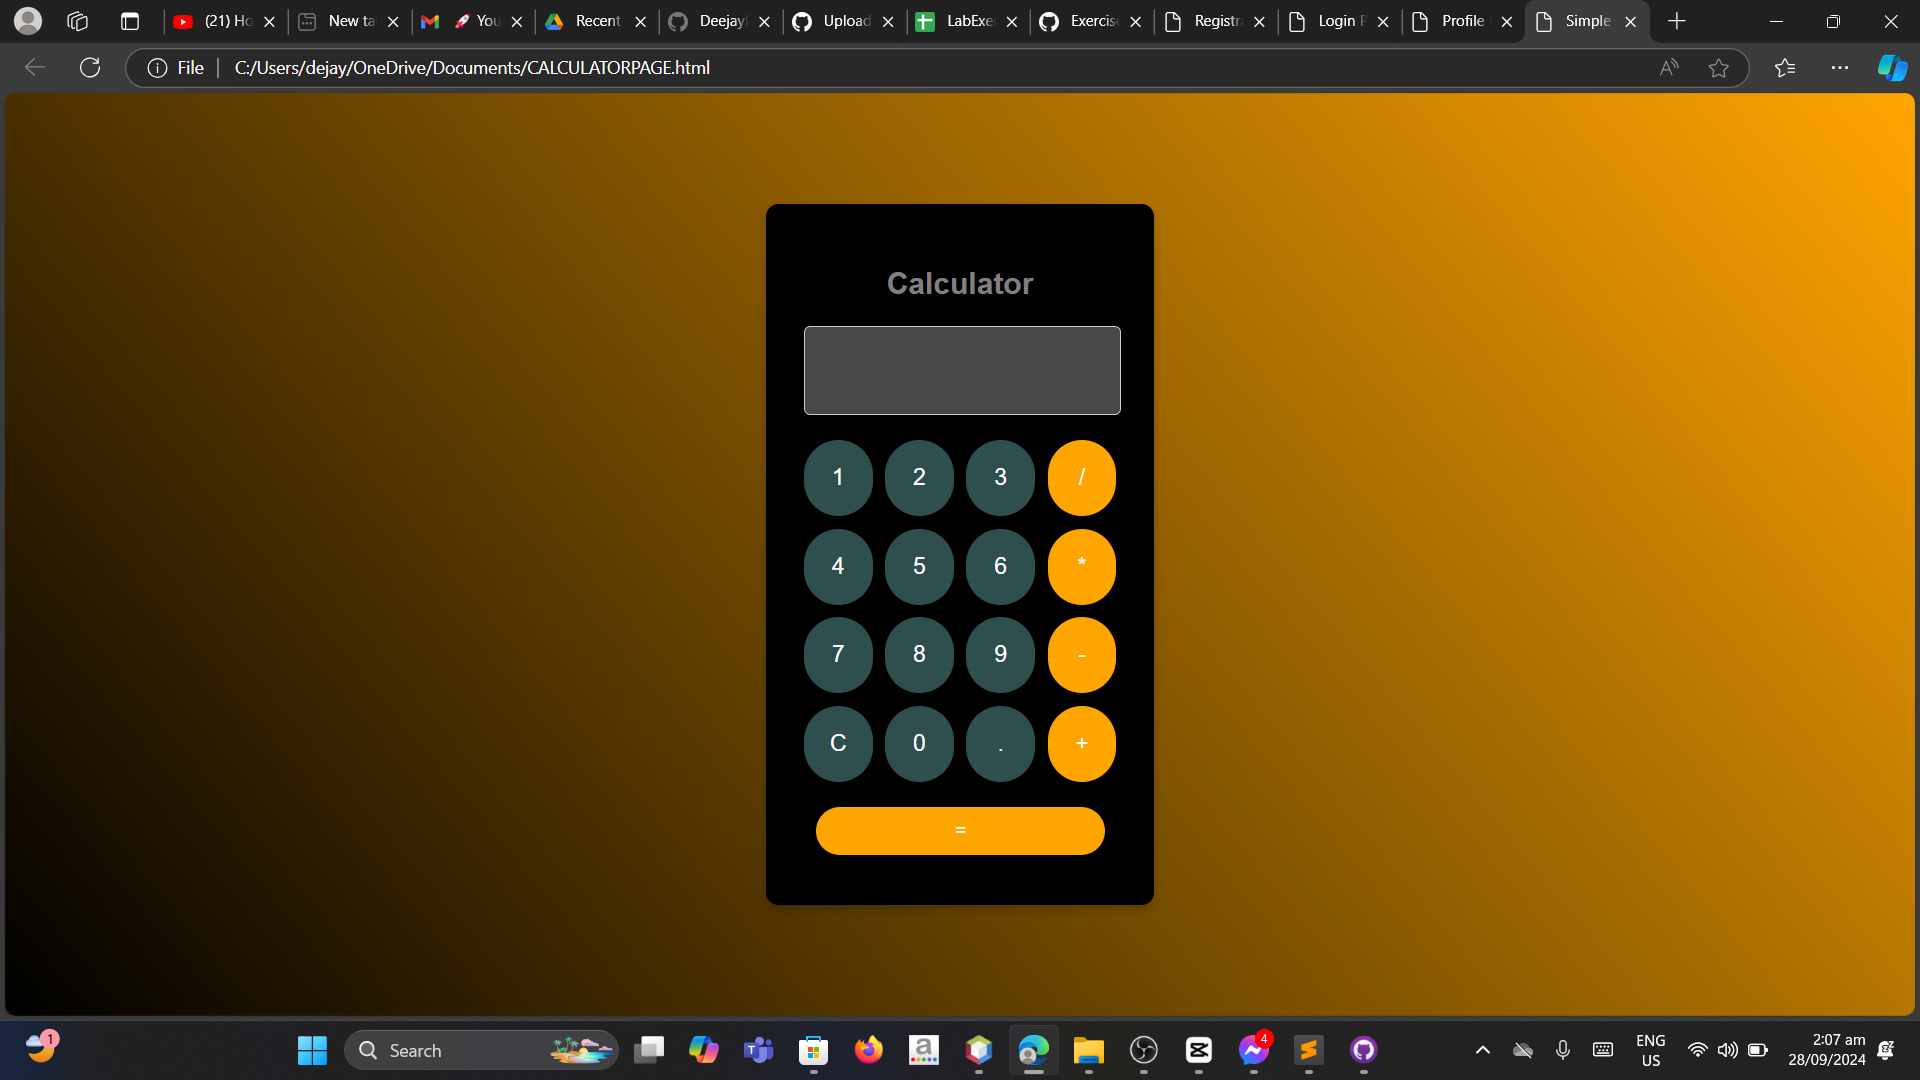 (21) Ho
New ta
You
Recent
Deejay
Upload
LabExe
Exercis
Registr
Login P
Profile
Simple
File
C:/Users/dejay/OneDrive/Documents/CALCULATORPAGE.html
Calculator
1 2 3 /
4 5 6 *
7 8 9 -
C 0 . +
=
1
Search
4
ENG
US
2:07 am
28/09/2024